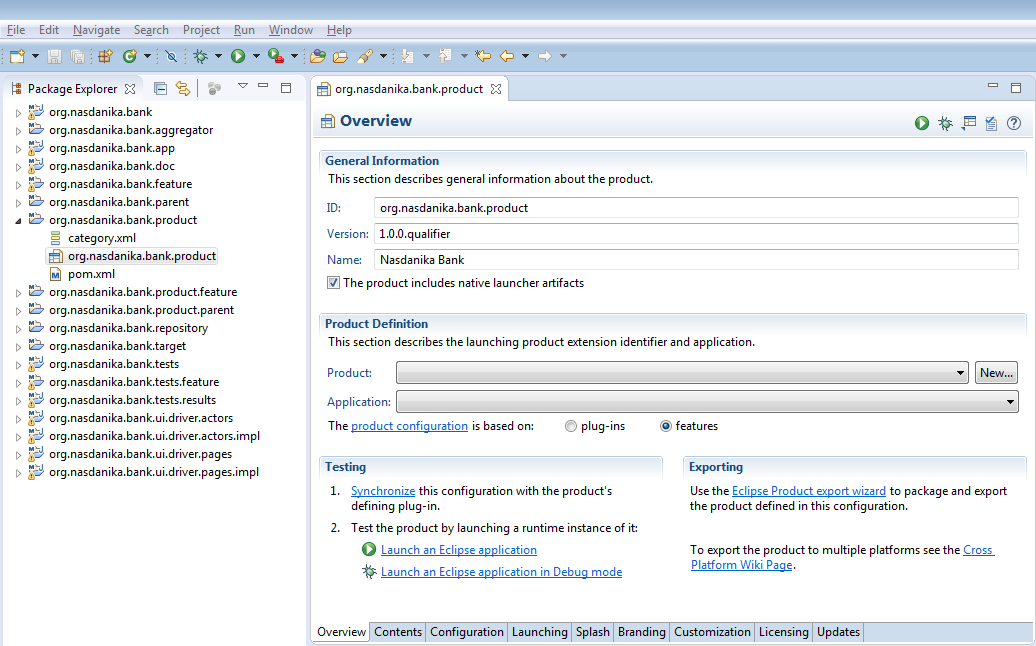 File Edit Navigate Search Project Run Window Help
Package Explorer
org.nasdanika.bank
org.nasdanika.bank.aggregator
org.nasdanika.bank.app
org.nasdanika.bank.doc
org.nasdanika.bank.feature
org.nasdanika.bank.parent
org.nasdanika.bank.product
category.xml
org.nasdanika.bank.product
pom.xml
org.nasdanika.bank.product.feature
org.nasdanika.bank.product.parent
org.nasdanika.bank.repository
org.nasdanika.bank.target
org.nasdanika.bank.tests
org.nasdanika.bank.tests.feature
org.nasdanika.bank.tests.results
org.nasdanika.bank.ui.driver.actors
org.nasdanika.bank.ui.driver.actors.impl
org.nasdanika.bank.ui.driver.pages
org.nasdanika.bank.ui.driver.pages.impl
org.nasdanika.bank.product
Overview
General Information
This section describes general information about the product.
ID: org.nasdanika.bank.product
Version: 1.0.0.qualifier
Name: Nasdanika Bank
The product includes native launcher artifacts
Product Definition
This section describes the launching product extension identifier and application.
Product: New...
Application:
The product configuration is based on: plug-ins features
Testing
1. Synchronize this configuration with the product's
defining plug-in.
2. Test the product by launching a runtime instance of it:
Launch an Eclipse application
Launch an Eclipse application in Debug mode
Exporting
Use the Eclipse Product export wizard to package and export
the product defined in this configuration.
To export the product to multiple platforms see the Cross
Platform Wiki Page.
Overview Contents Configuration Launching Splash Branding Customization Licensing Updates